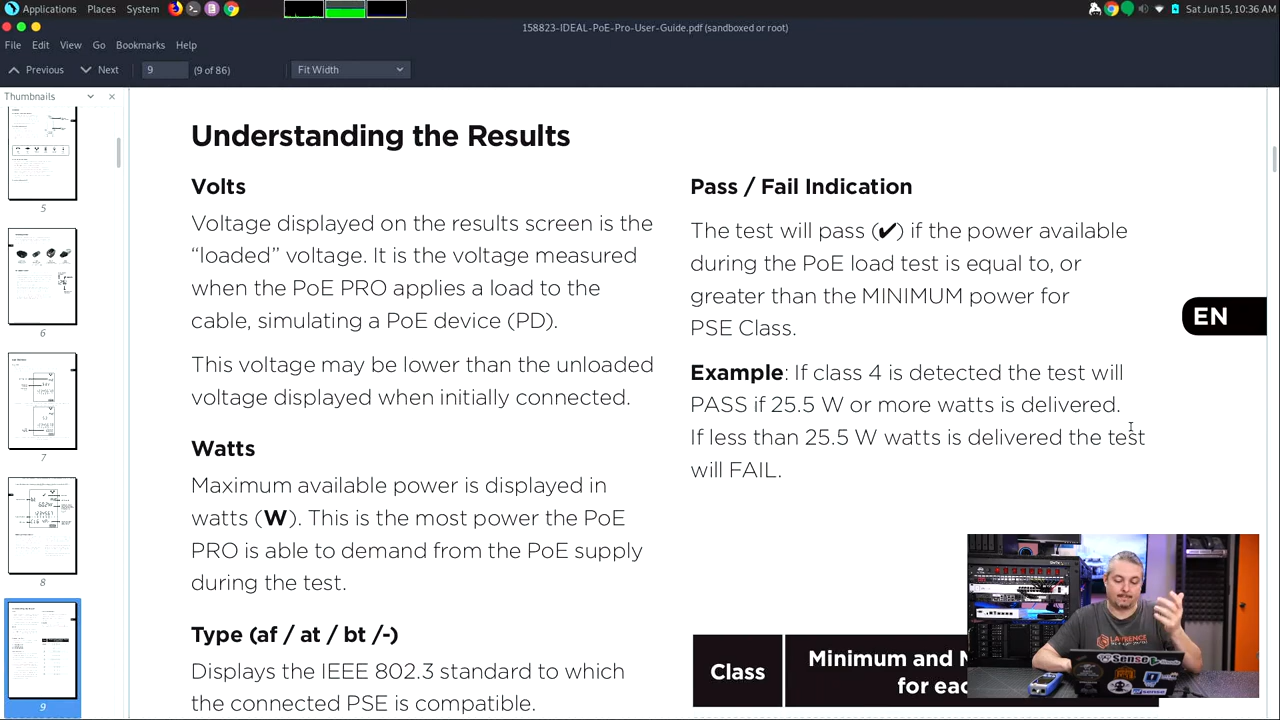 Applications Places System
Sat Jun 15, 10:36 AM
158823-IDEAL-PoE-Pro-User-Guide.pdf (sandboxed or root)
File Edit View Go Bookmarks Help
Previous Next 9 (9 of 86) Fit Width
Thumbnails
5
6
7
8
9
Understanding the Results
Volts
Voltage displayed on the results screen is the
“loaded” voltage. It is the voltage measured
when the PoE PRO applies a load to the
cable, simulating a PoE device (PD).
This voltage may be lower than the unloaded
voltage displayed when initially connected.
Watts
Maximum available power is displayed in
watts (W). This is the most power the PoE
PRO is able to demand from the PoE supply
during the test.
Type (af / at / bt /-)
Displays the IEEE 802.3 standard to which
the connected PSE is compatible.
Pass / Fail Indication
The test will pass (✔) if the power available
during the PoE load test is equal to, or
greater than the MINIMUM power for
PSE Class.
Example: If class 4 is detected the test will
PASS if 25.5 W or more watts is delivered.
If less than 25.5 W watts is delivered the test
will FAIL.
EN
Class
Minimum and
for
LAWRENCE